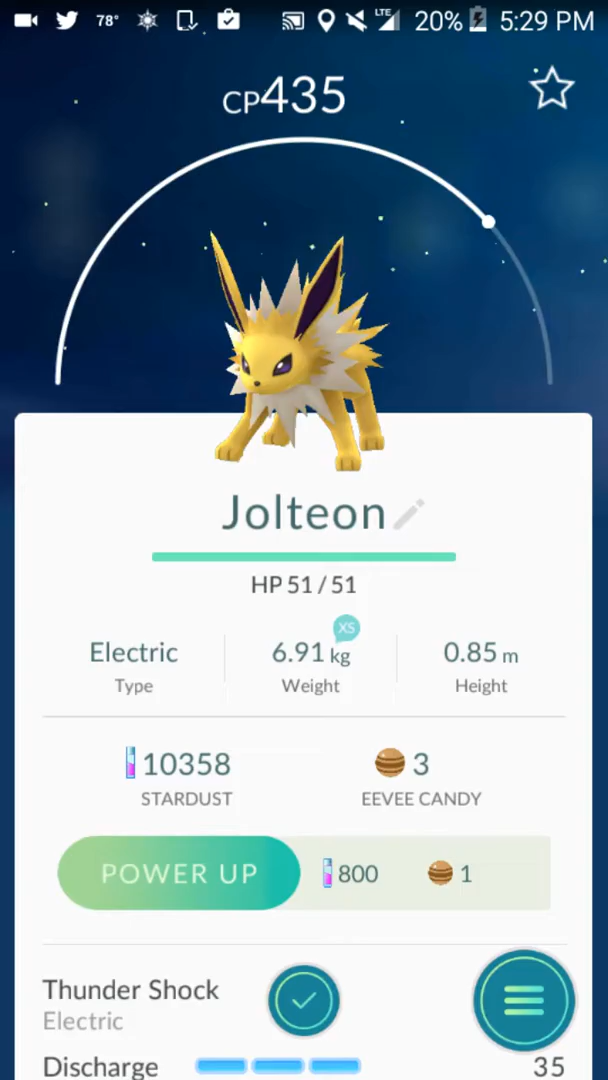 78° LTE 20% 5:29 PM
CP435
Jolteon
HP 51 / 51
XS
Electric 6.91 kg 0.85 m
Type Weight Height
10358 3
STARDUST EEVEE CANDY
POWER UP 800 1
Thunder Shock
Electric
Discharge 35